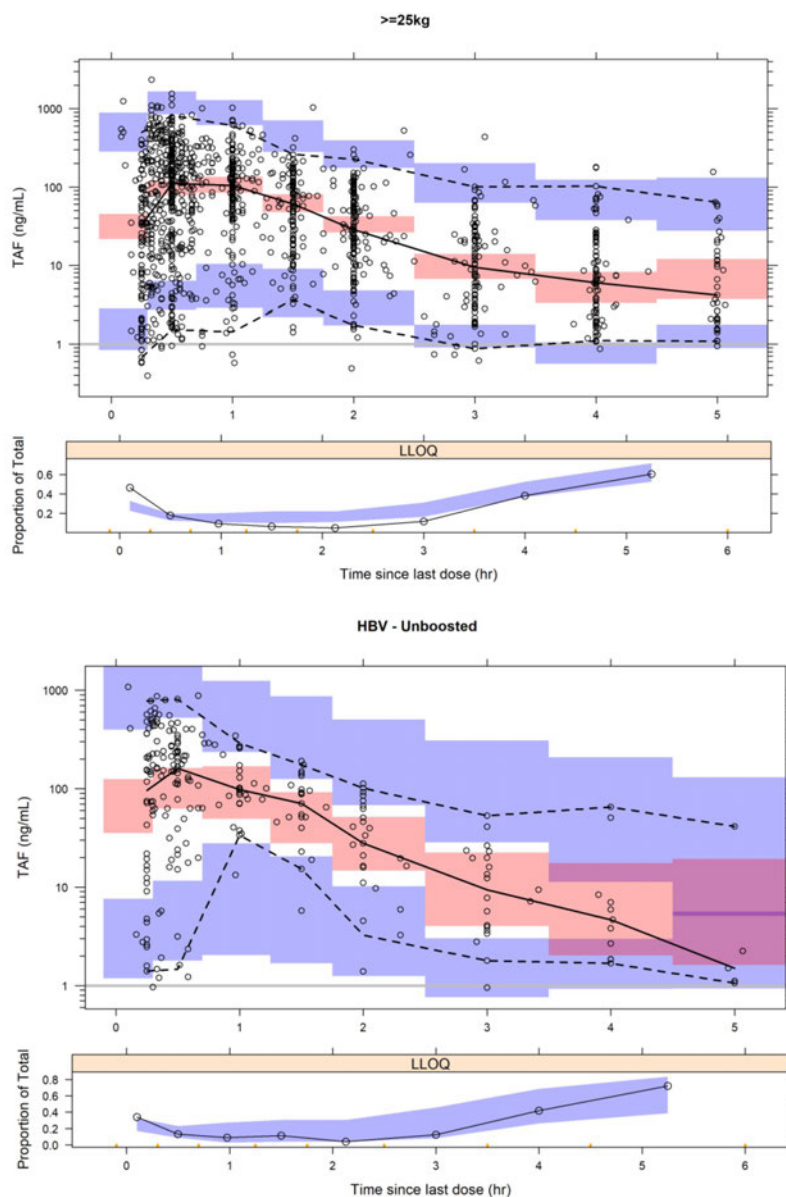 >=25kg
1000
100
10
1
TAF (ng/mL)
0 1 2 3 4 5
LLOQ
0.6
0.4
0.2
Proportion of Total
0 1 2 3 4 5 6
Time since last dose (hr)
HBV - Unboosted
1000
100
10
1
TAF (ng/mL)
0 1 2 3 4 5
LLOQ
0.8
0.6
0.4
0.2
0.0
Proportion of Total
0 1 2 3 4 5 6
Time since last dose (hr)